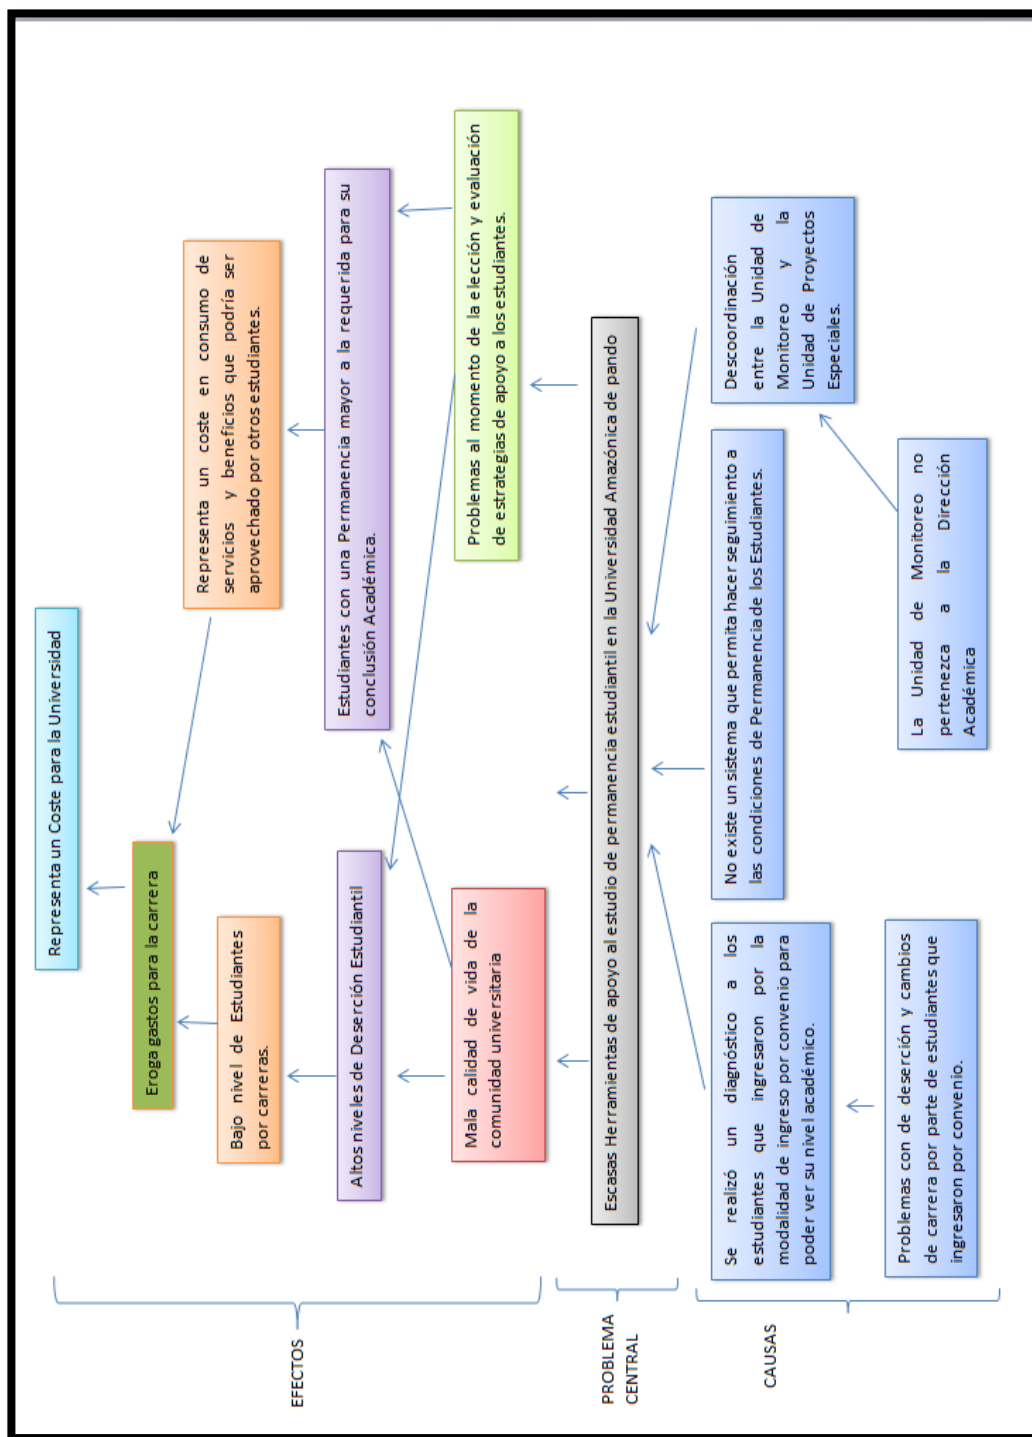 Representa un Coste para la Universidad
Eroga gastos para la carrera
Bajo nivel de Estudiantes
por carreras.
Representa un coste en consumo de
servicios y beneficios que podría ser
aprovechado por otros estudiantes.
EFECTOS
Altos niveles de Deserción Estudiantil
Estudiantes con una Permanencia mayor a la requerida para su
conclusión Académica.
Mala calidad de vida de la
comunidad universitaria
Problemas al momento de la elección y evaluación
de estrategias de apoyo a los estudiantes.
PROBLEMA
CENTRAL
Escasas Herramientas de apoyo al estudio de permanencia estudiantil en la Universidad Amazónica de pando
CAUSAS
Se realizó un diagnóstico a los
estudiantes que ingresaron por la
modalidad de ingreso por convenio para
poder ver su nivel académico.
No existe un sistema que permita hacer seguimiento a
las condiciones de Permanencia de los Estudiantes.
Descoordinación
entre la Unidad de
Monitoreo y la
Unidad de Proyectos
Especiales.
Problemas con de deserción y cambios
de carrera por parte de estudiantes que
ingresaron por convenio.
La Unidad de Monitoreo no
pertenezca a la Dirección
Académica